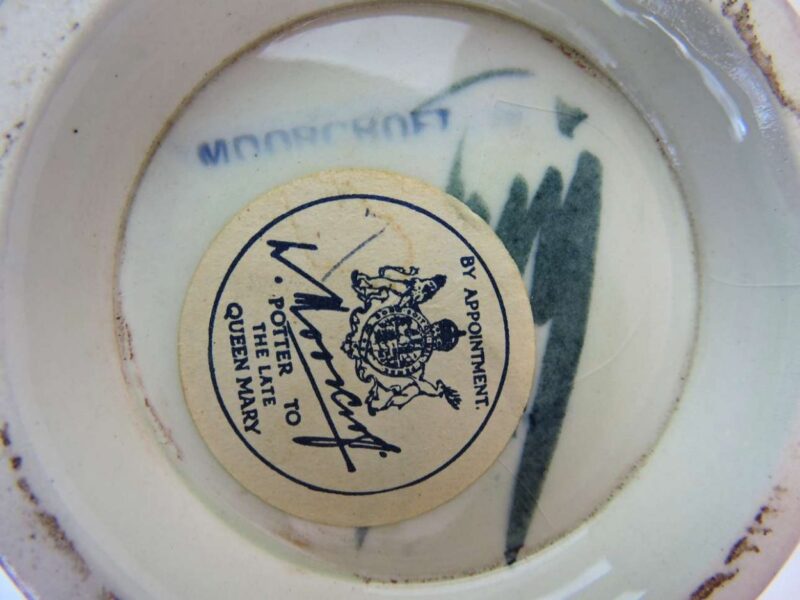 MOORCROFT
BY APPOINTMENT.
W. Moorcroft.
POTTER TO
THE LATE
QUEEN MARY